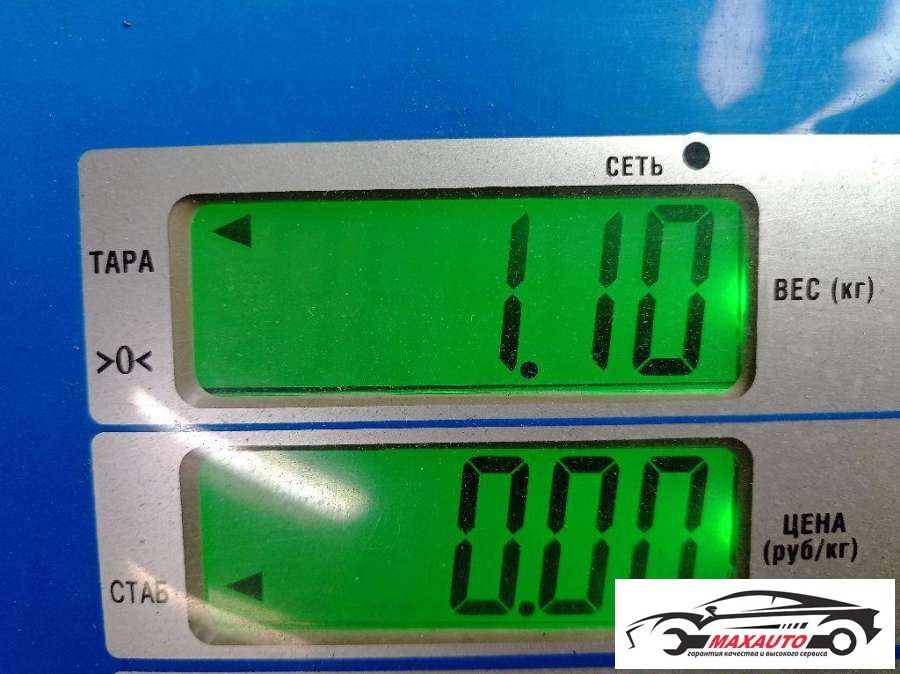 СЕТЬ
ТАРА
1.10
ВЕС (кг)
>0<
0.00
ЦЕНА
(руб/кг)
СТАБ
MAXAUTO
гарантия качества и высокого сервиса